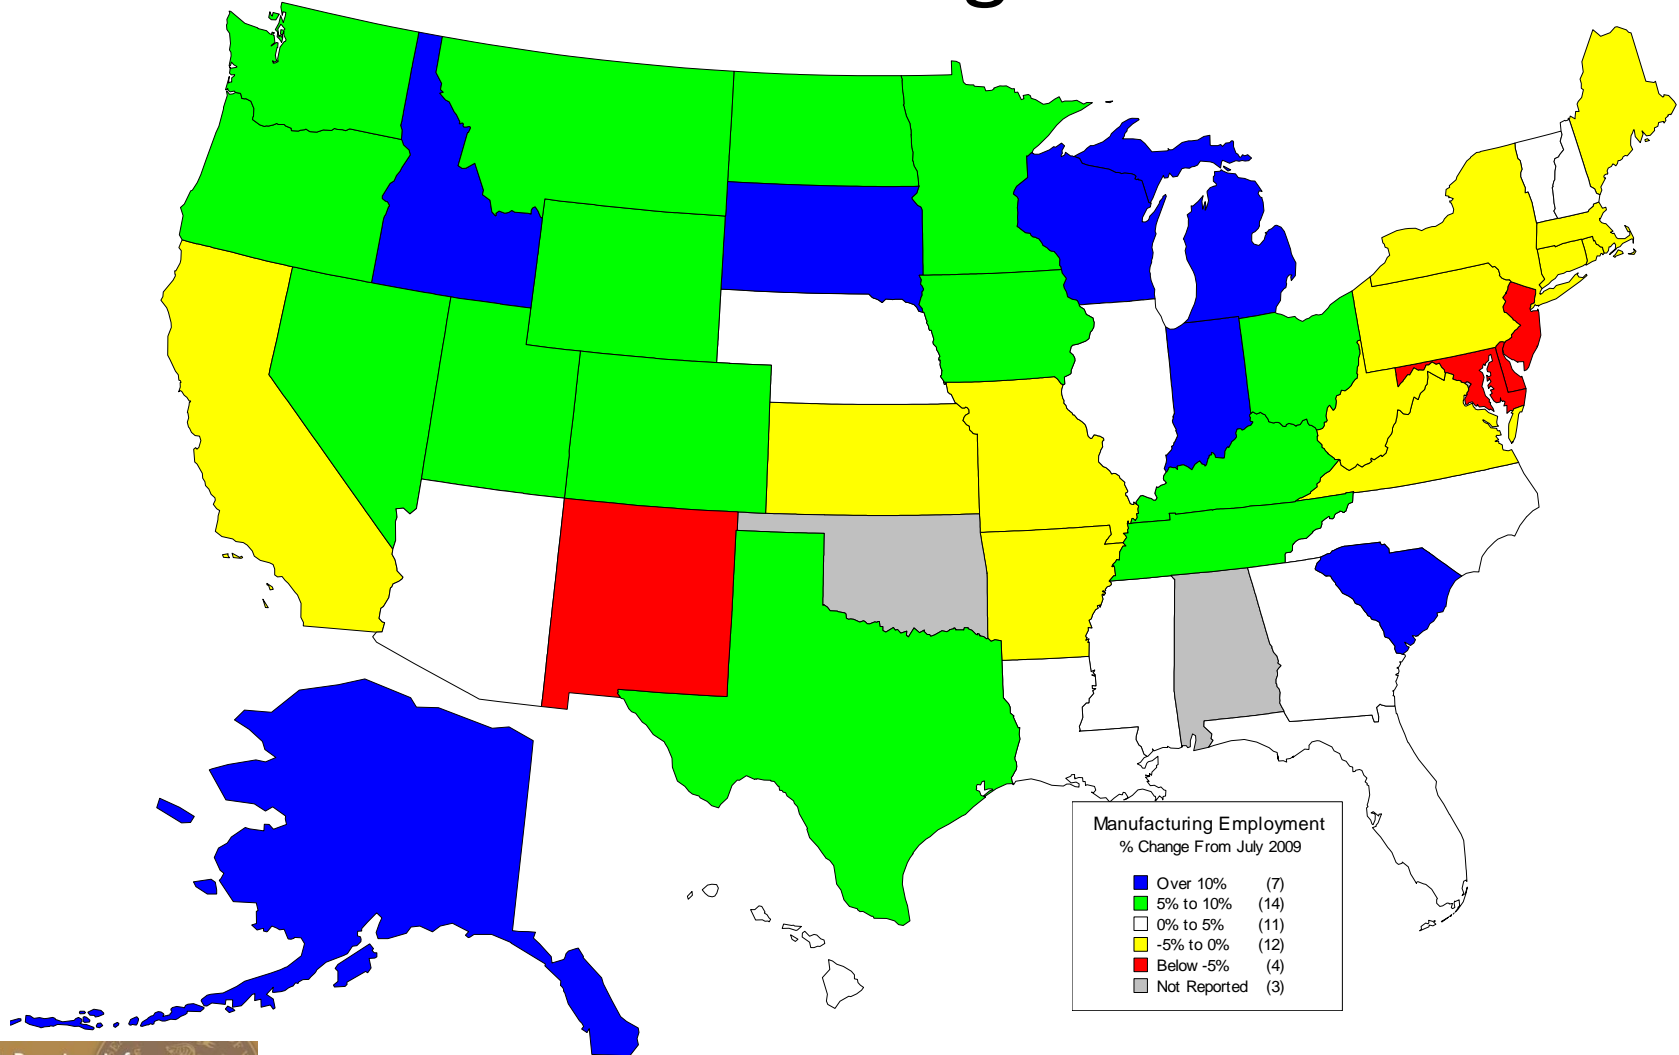 Manufacturing Employment
% Change From July 2009
Over 10% (7)
5% to 10% (14)
0% to 5% (11)
-5% to 0% (12)
Below -5% (4)
Not Reported (3)